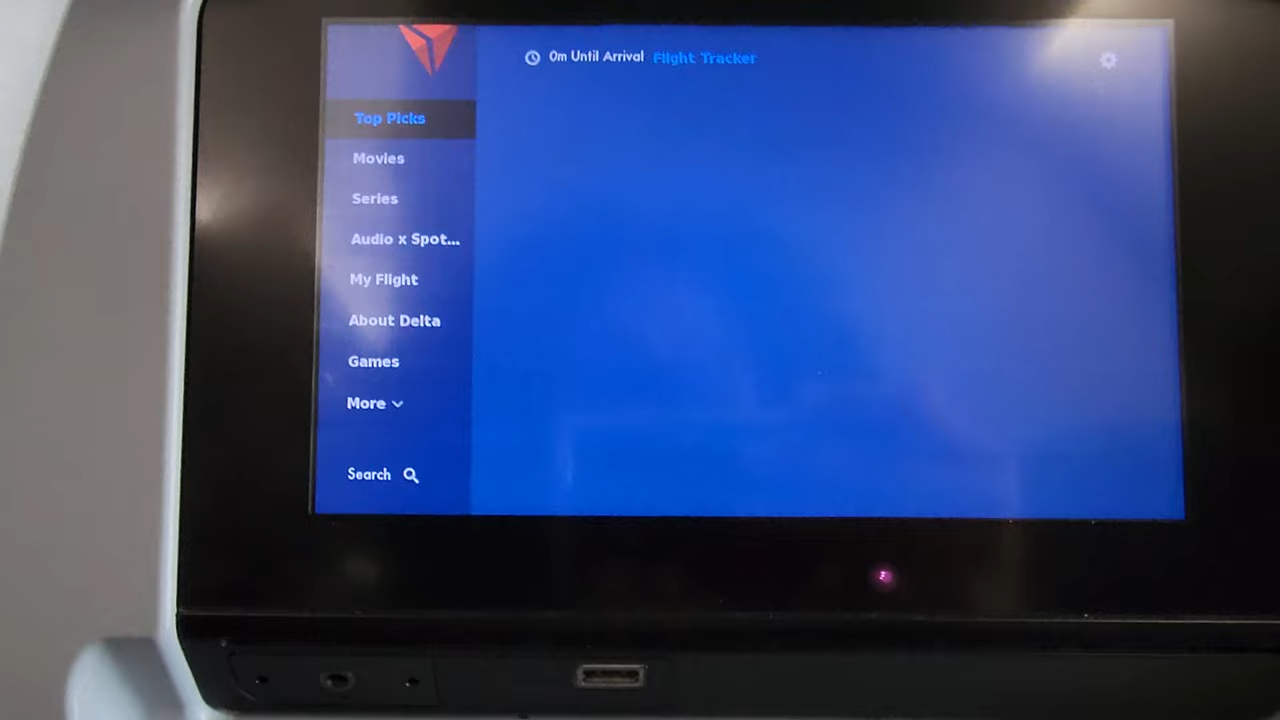 0m Until Arrival Flight Tracker
Top Picks
Movies
Series
Audio x Spot...
My Flight
About Delta
Games
More
Search